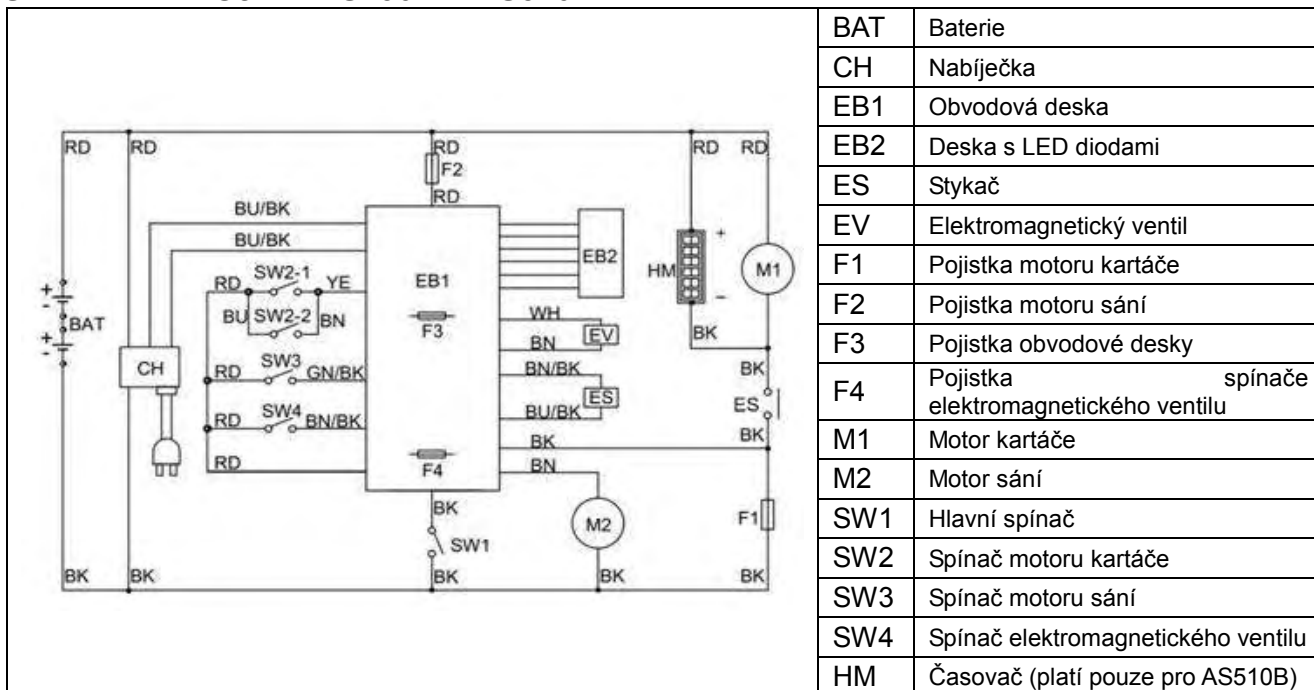 RD RD RD RD RD
F2
RD
BU/BK
BU/BK
SW2-1
RD YE
EB1
EB2
HM
+
M1
BU SW2-2 BN
F3
WH
EV
BN
-
BK
+
-
BAT
+
-
CH
SW3
RD GN/BK
BN/BK
ES
BU/BK
BK
ES
SW4
RD BN/BK
BK
BK
RD
F4
BN
BK
SW1
M2
F1
BK BK BK BK BK
BAT Baterie
CH Nabíječka
EB1 Obvodová deska
EB2 Deska s LED diodami
ES Stykač
EV Elektromagnetický ventil
F1 Pojistka motoru kartáče
F2 Pojistka motoru sání
F3 Pojistka obvodové desky
F4 Pojistka spínače
elektromagnetického ventilu
M1 Motor kartáče
M2 Motor sání
SW1 Hlavní spínač
SW2 Spínač motoru kartáče
SW3 Spínač motoru sání
SW4 Spínač elektromagnetického ventilu
HM Časovač (platí pouze pro AS510B)